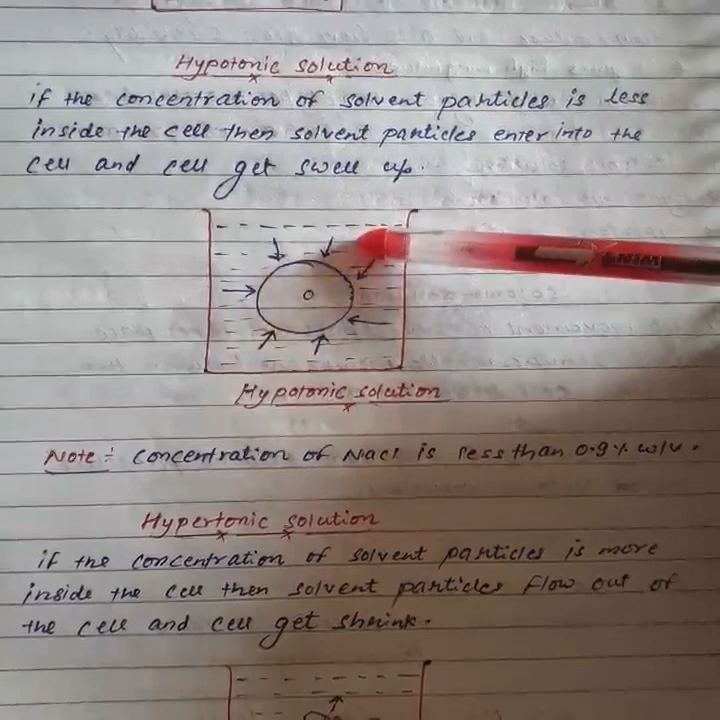 Hypotonic solution
if the concentration of solvent particles is less
inside the cell then solvent particles enter into the
cell and cell get swell up.
Hypotonic solution
Note ÷ concentration of Nacl is less than 0.9% w/v.
Hypertonic solution
if the concentration of solvent particles is more
inside the cell then solvent particles flow out of
the cell and cell get shrink.